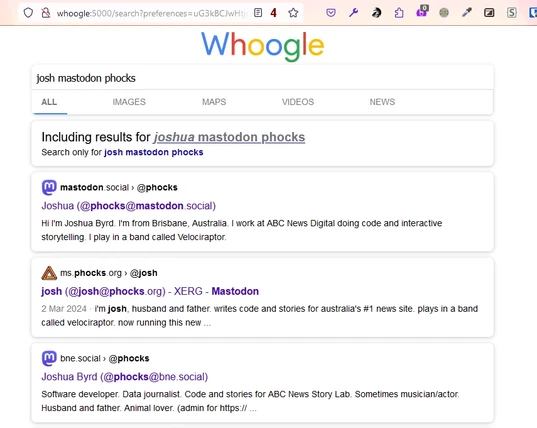 whoogle:5000/search?preferences=uG3kBCJwHtj
4
Whoogle
josh mastodon phocks
ALL IMAGES MAPS VIDEOS NEWS
Including results for joshua mastodon phocks
Search only for josh mastodon phocks
mastodon.social › @phocks
Joshua (@phocks@mastodon.social)
Hi I'm Joshua Byrd. I'm from Brisbane, Australia. I work at ABC News Digital doing code and interactive
storytelling. I play in a band called Velociraptor.
ms.phocks.org › @josh
josh (@josh@phocks.org) - XERG - Mastodon
2 Mar 2024 · i'm josh, husband and father. writes code and stories for australia's #1 news site. plays in a band
called velociraptor. now running this new ...
bne.social › @phocks
Joshua Byrd (@phocks@bne.social)
Software developer. Data journalist. Code and stories for ABC News Story Lab. Sometimes musician/actor.
Husband and father. Animal lover. (admin for https:// ...